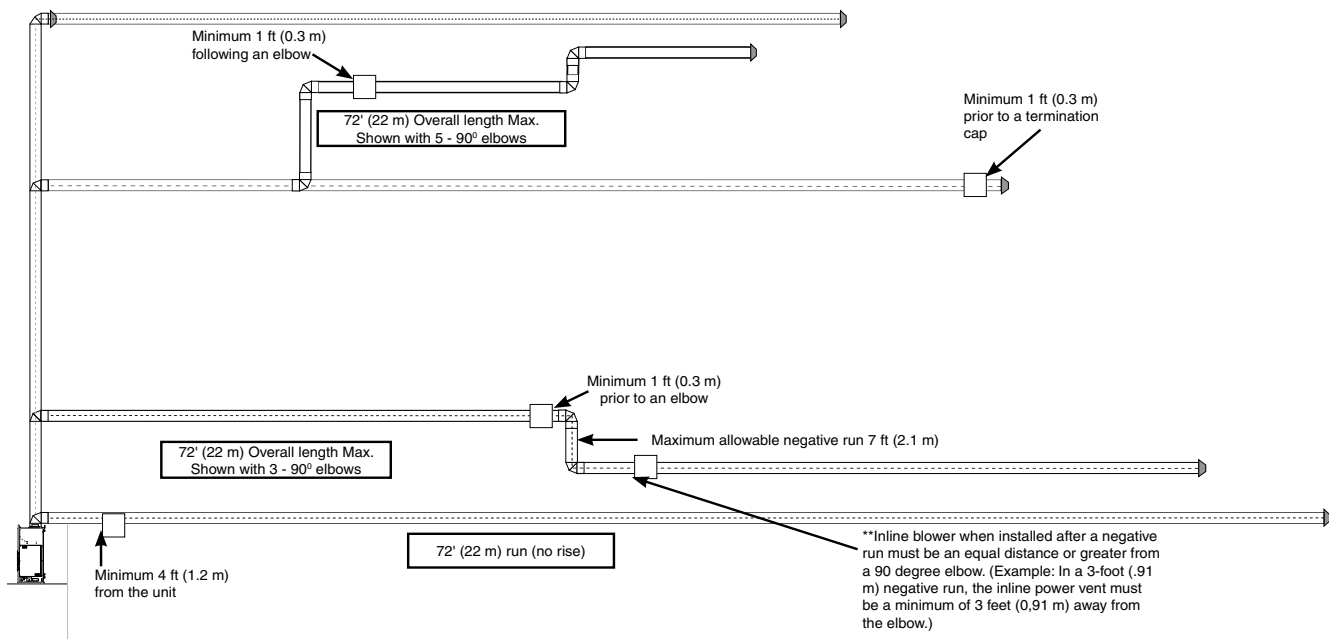 Minimum 1 ft (0.3 m)
following an elbow
72' (22 m) Overall length Max.
Shown with 5 - 90⁰ elbows
Minimum 1 ft (0.3 m)
prior to a termination
cap
Minimum 1 ft (0.3 m)
prior to an elbow
Maximum allowable negative run 7 ft (2.1 m)
72' (22 m) Overall length Max.
Shown with 3 - 90⁰ elbows
72' (22 m) run (no rise)
Minimum 4 ft (1.2 m)
from the unit
**Inline blower when installed after a negative
run must be an equal distance or greater from
a 90 degree elbow. (Example: In a 3-foot (.91
m) negative run, the inline power vent must
be a minimum of 3 feet (0,91 m) away from
the elbow.)